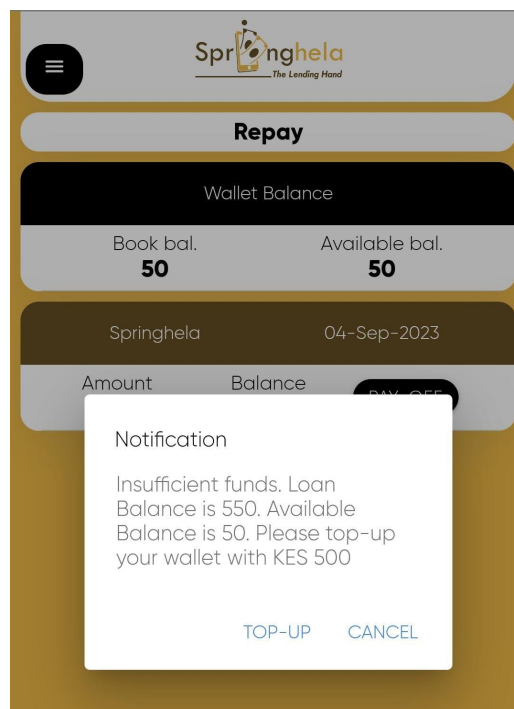 Springhela
The Lending Hand
Repay
Wallet Balance
Book bal. Available bal.
50 50
Springhela 04-Sep-2023
Amount Balance PAY-OFF
Notification
Insufficient funds. Loan
Balance is 550. Available
Balance is 50. Please top-up
your wallet with KES 500
TOP-UP CANCEL